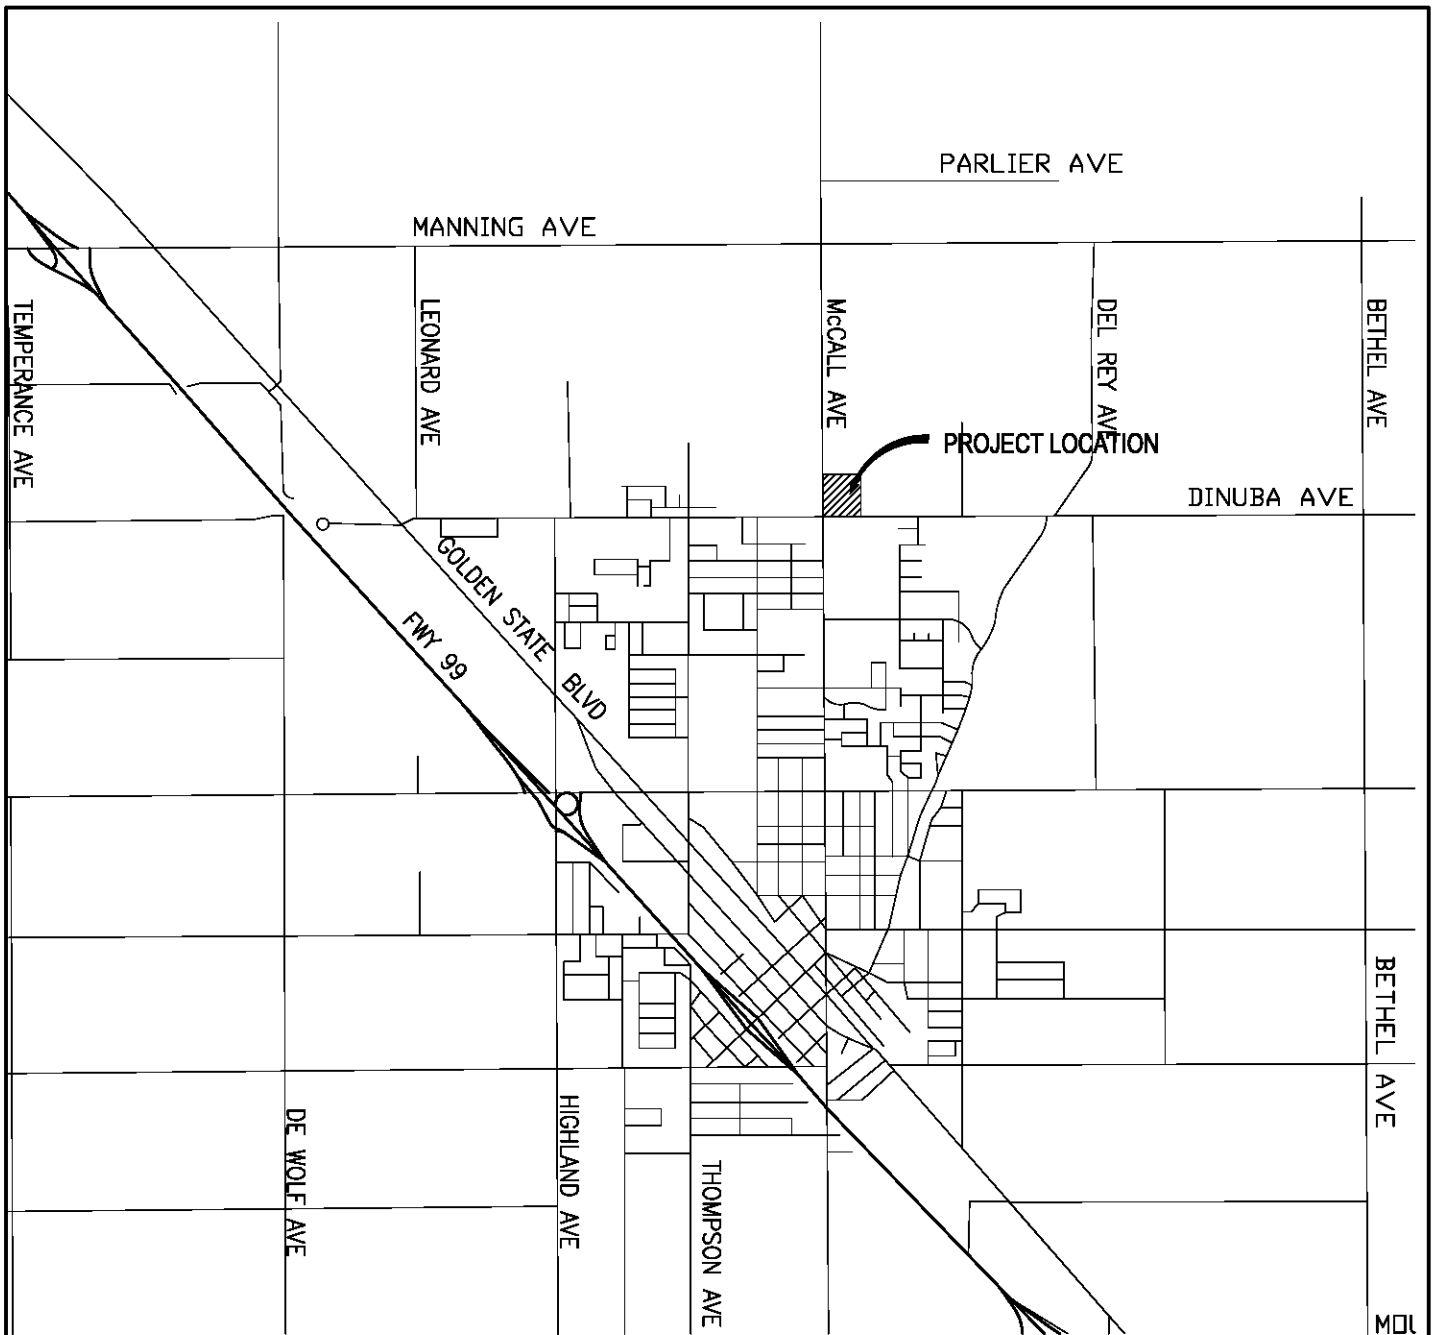 PARLIER AVE
MANNING AVE
TEMPERANCE AVE
LEONARD AVE
McCALL AVE
DEL REY AVE
BETHEL AVE
PROJECT LOCATION
DINUBA AVE
GOLDEN STATE BLVD
FWY 99
BETHEL AVE
DE WOLF AVE
HIGHLAND AVE
THOMPSON AVE